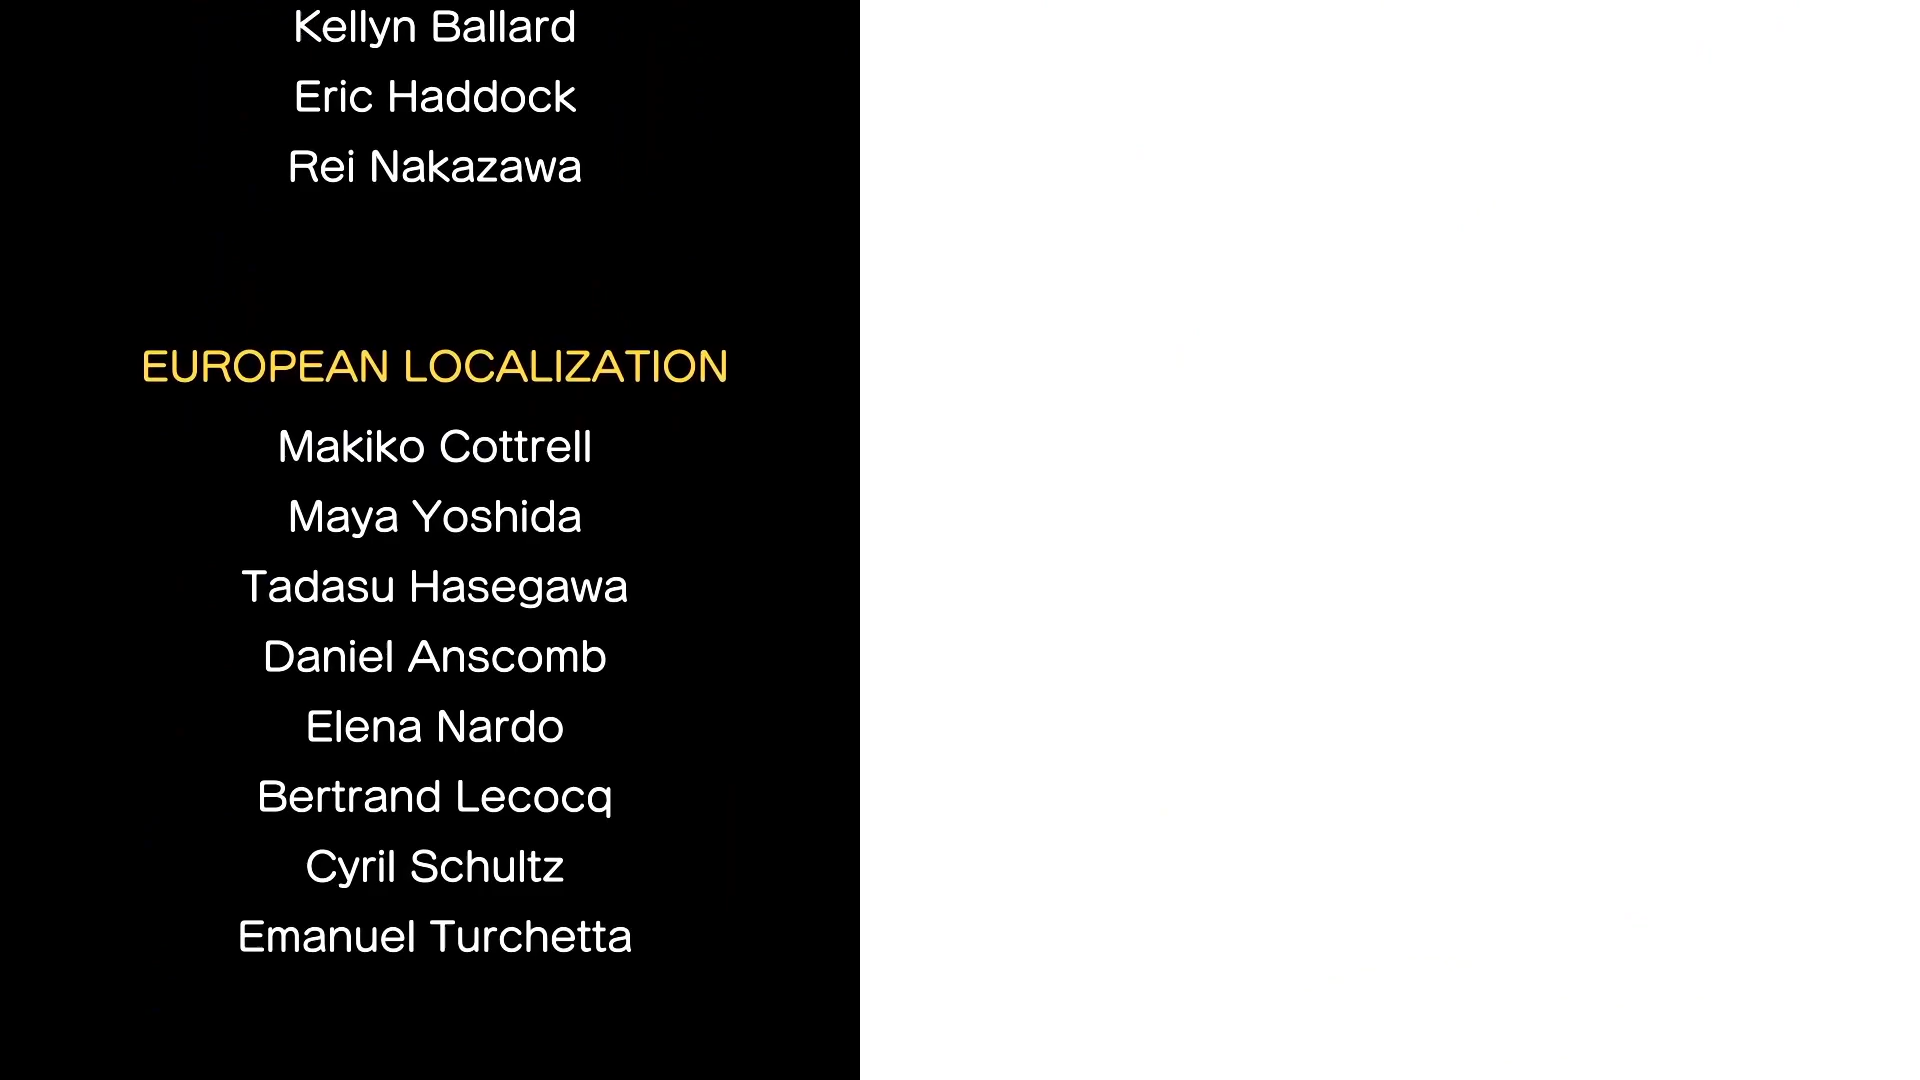 Kellyn Ballard
Eric Haddock
Rei Nakazawa
EUROPEAN LOCALIZATION
Makiko Cottrell
Maya Yoshida
Tadasu Hasegawa
Daniel Anscomb
Elena Nardo
Bertrand Lecocq
Cyril Schultz
Emanuel Turchetta